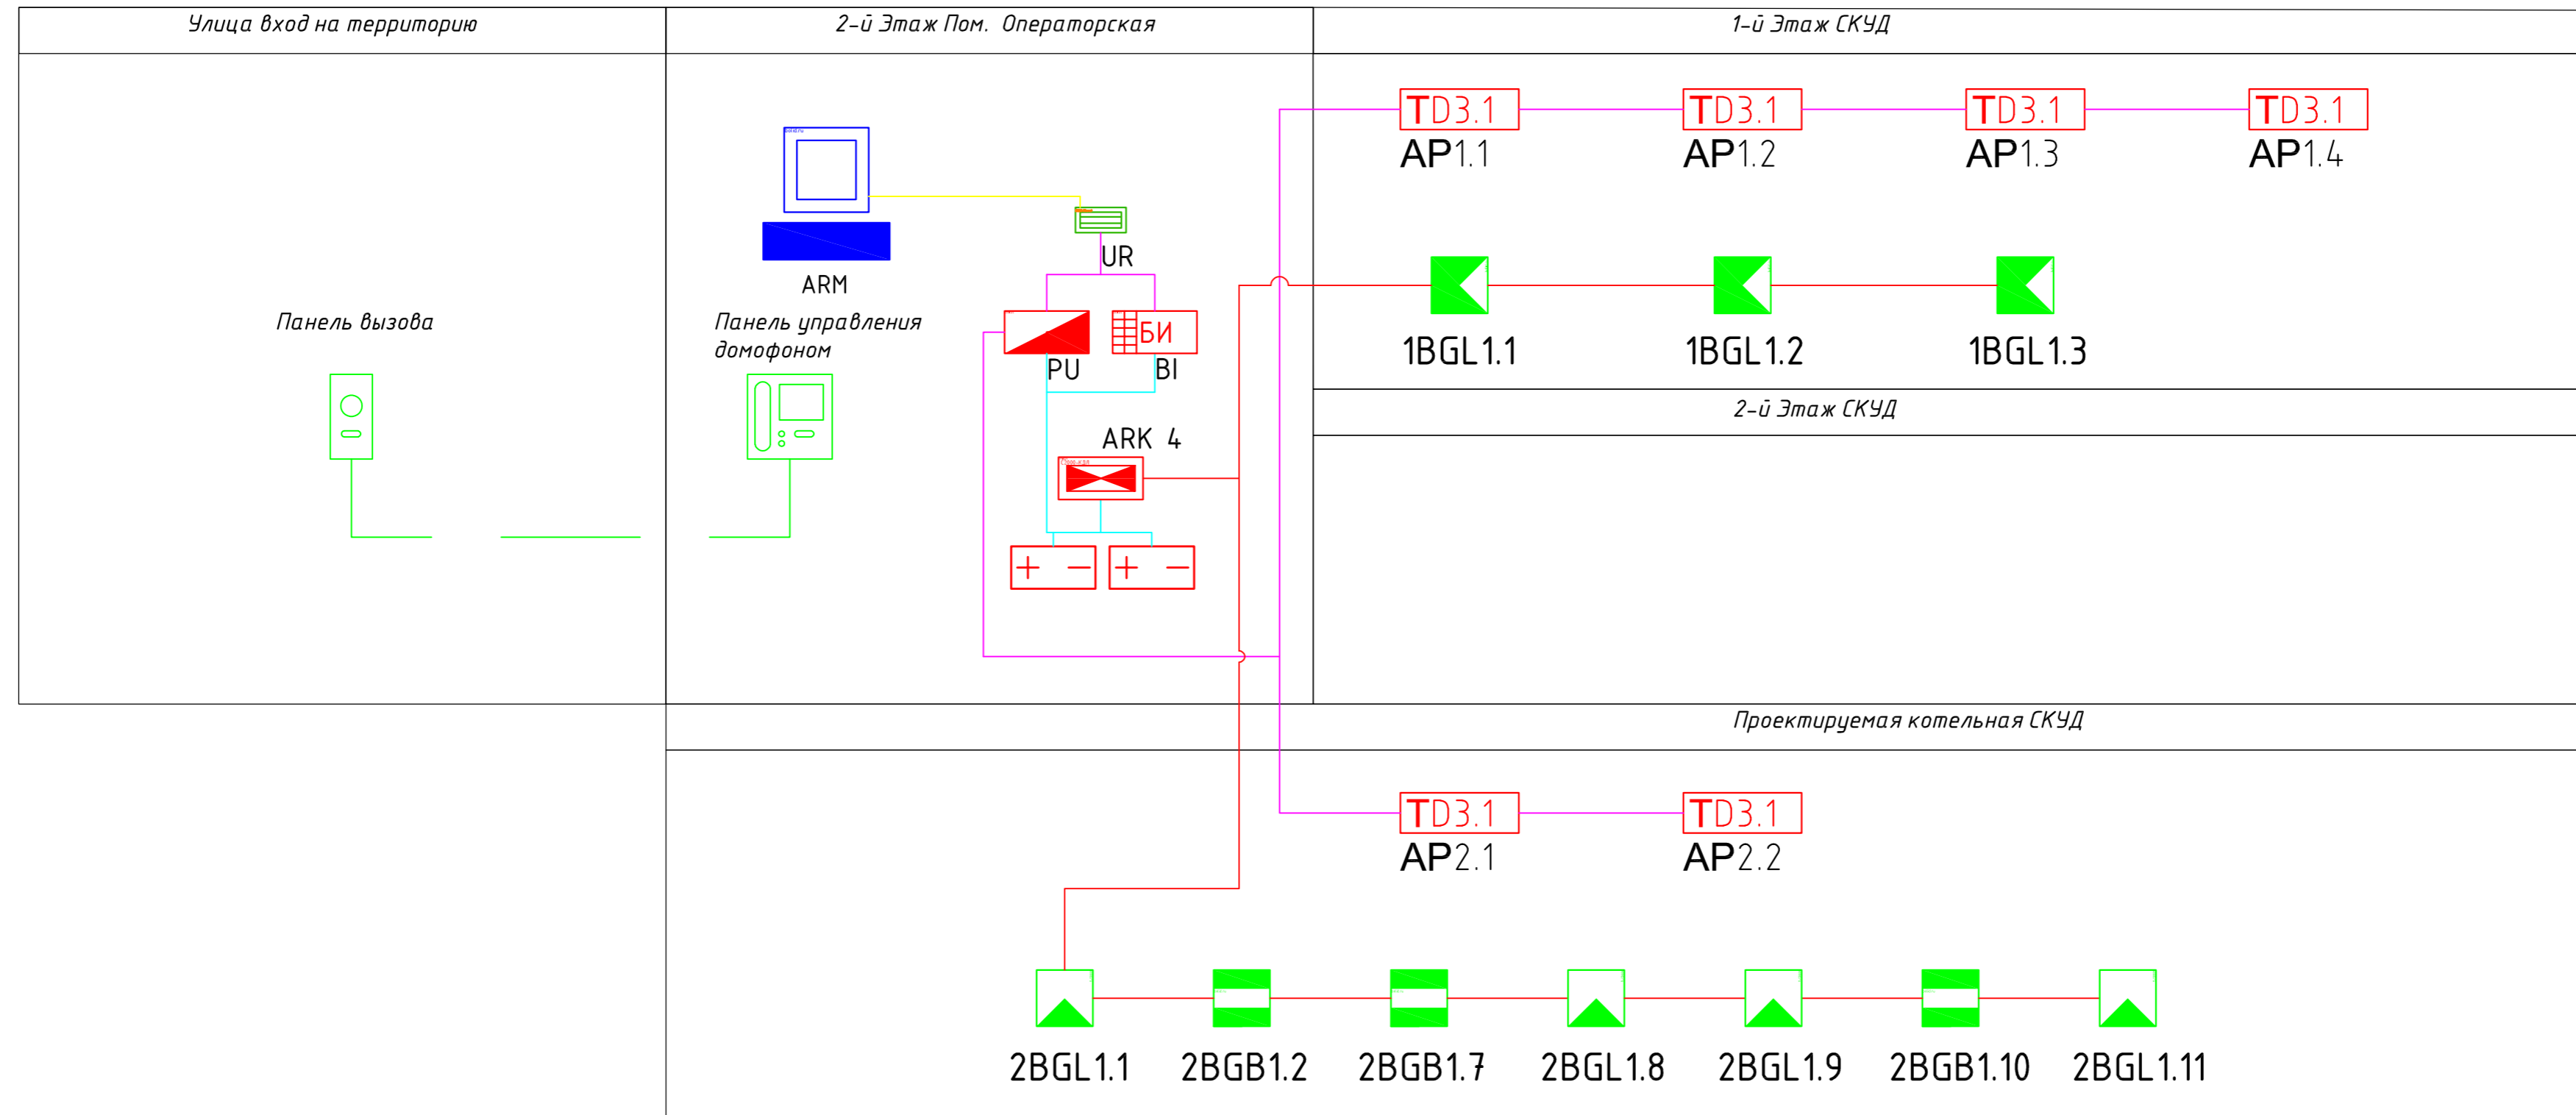 Улица вход на территорию
2-й Этаж Пом. Операторская
1-й Этаж СКУД
TD3.1
TD3.1
TD3.1
TD3.1
AP1.1
AP1.2
AP1.3
AP1.4
UR
ARM
Панель вызова
Панель управления
домофоном
БИ
PU
BI
1BGL1.1
1BGL1.2
1BGL1.3
2-й Этаж СКУД
ARK 4
+ −
+ −
Проектируемая котельная СКУД
TD3.1
TD3.1
AP2.1
AP2.2
2BGL1.1
2BGB1.2
2BGB1.7
2BGL1.8
2BGL1.9
2BGB1.10
2BGL1.11